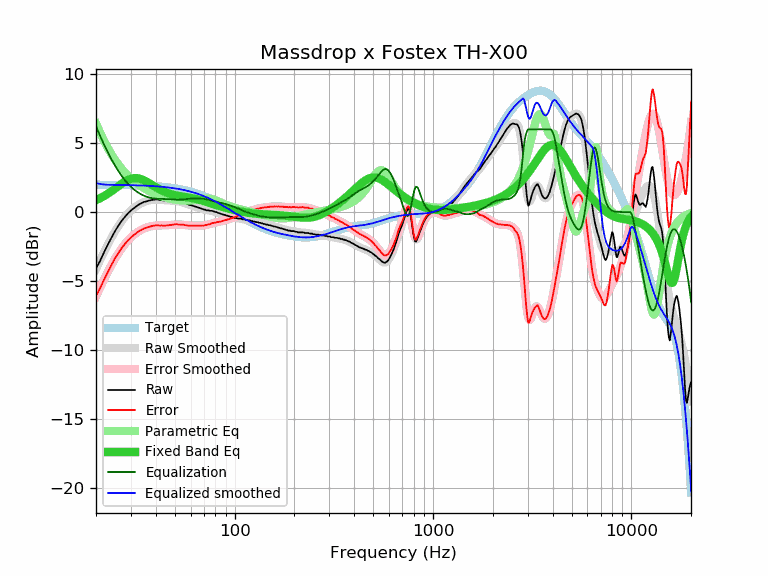 Massdrop x Fostex TH-X00
10
5
0
−5
−10
−15
−20
Amplitude (dBr)
Target
Raw Smoothed
Error Smoothed
Raw
Error
Parametric Eq
Fixed Band Eq
Equalization
Equalized smoothed
100 1000 10000
Frequency (Hz)